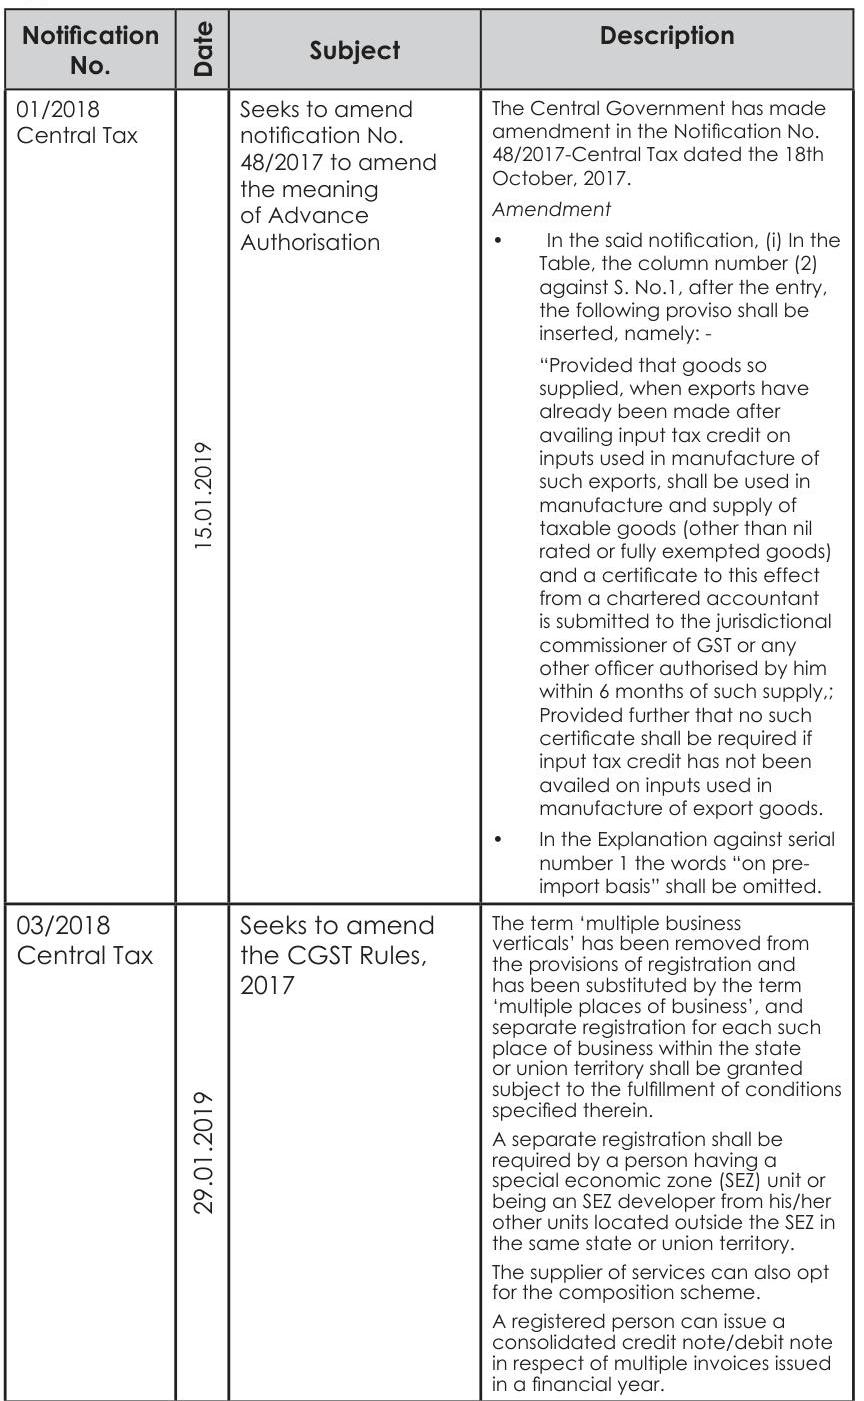 Notification
No.
Date
Subject
Description
01/2018
Central Tax
15.01.2019
Seeks to amend
notification No.
48/2017 to amend
the meaning
of Advance
Authorisation
The Central Government has made
amendment in the Notification No.
48/2017-Central Tax dated the 18th
October, 2017.
Amendment
• In the said notification, (i) In the
Table, the column number (2)
against S. No.1, after the entry,
the following proviso shall be
inserted, namely: -
“Provided that goods so
supplied, when exports have
already been made after
availing input tax credit on
inputs used in manufacture of
such exports, shall be used in
manufacture and supply of
taxable goods (other than nil
rated or fully exempted goods)
and a certificate to this effect
from a chartered accountant
is submitted to the jurisdictional
commissioner of GST or any
other officer authorised by him
within 6 months of such supply,;
Provided further that no such
certificate shall be required if
input tax credit has not been
availed on inputs used in
manufacture of export goods.
• In the Explanation against serial
number 1 the words “on pre-
import basis” shall be omitted.
03/2018
Central Tax
29.01.2019
Seeks to amend
the CGST Rules,
2017
The term ‘multiple business
verticals’ has been removed from
the provisions of registration and
has been substituted by the term
‘multiple places of business’, and
separate registration for each such
place of business within the state
or union territory shall be granted
subject to the fulfillment of conditions
specified therein.
A separate registration shall be
required by a person having a
special economic zone (SEZ) unit or
being an SEZ developer from his/her
other units located outside the SEZ in
the same state or union territory.
The supplier of services can also opt
for the composition scheme.
A registered person can issue a
consolidated credit note/debit note
in respect of multiple invoices issued
in a financial year.